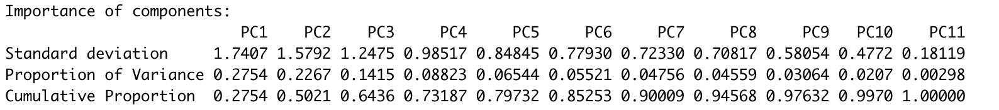 Importance of components:
                          PC1    PC2    PC3     PC4     PC5     PC6     PC7     PC8     PC9   PC10    PC11
Standard deviation     1.7407 1.5792 1.2475 0.98517 0.84845 0.77930 0.72330 0.70817 0.58054 0.4772 0.18119
Proportion of Variance 0.2754 0.2267 0.1415 0.08823 0.06544 0.05521 0.04756 0.04559 0.03064 0.0207 0.00298
Cumulative Proportion  0.2754 0.5021 0.6436 0.73187 0.79732 0.85253 0.90009 0.94568 0.97632 0.9970 1.00000